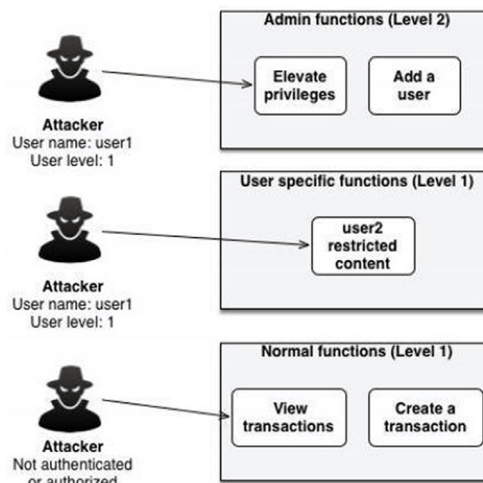 Admin functions (Level 2)
Elevate
privileges
Add a
user
Attacker
User name: user1
User level: 1
User specific functions (Level 1)
user2
restricted
content
Attacker
User name: user1
User level: 1
Normal functions (Level 1)
View
transactions
Create a
transaction
Attacker
Not authenticated
or authorized